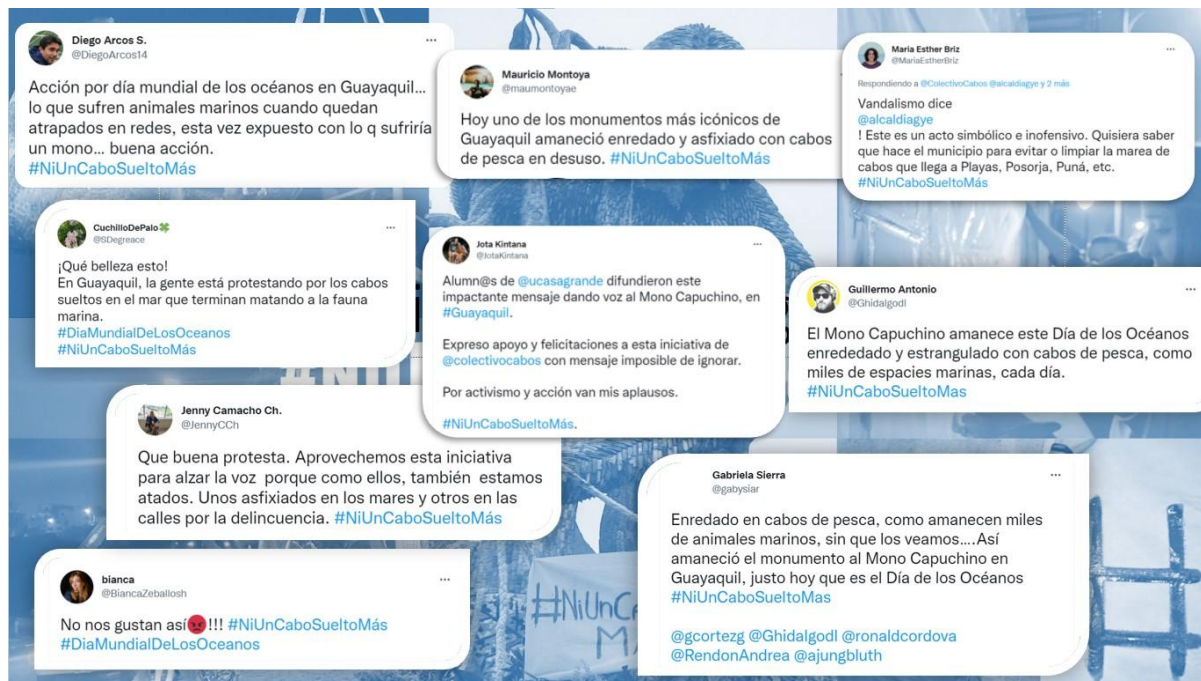 Diego Arcos S.
@DiegoArcos14
Acción por día mundial de los océanos en Guayaquil...
lo que sufren animales marinos cuando quedan
atrapados en redes, esta vez expuesto con lo q sufriría
un mono... buena acción.
#NiUnCaboSueltoMás
Mauricio Montoya
@maumontoyae
Hoy uno de los monumentos más icónicos de
Guayaquil amaneció enredado y asfixiado con cabos
de pesca en desuso. #NiUnCaboSueltoMás
Maria Esther Briz
@MariaEstherBriz
Respondiendo a @ColectivoCabos @alcaldiagye y 2 más
Vandalismo dice
@alcaldiagye
! Este es un acto simbólico e inofensivo. Quisiera saber
que hace el municipio para evitar o limpiar la marea de
cabos que llega a Playas, Posorja, Puná, etc.
#NiUnCaboSueltoMás
CuchilloDePalo🍀
@SDegreace
¡Qué belleza esto!
En Guayaquil, la gente está protestando por los cabos
sueltos en el mar que terminan matando a la fauna
marina.
#DiaMundialDeLosOceanos
#NiUnCaboSueltoMás
Jota Kintana
@JotaKintana
Alumn@s de @ucasagrande difundieron este
impactante mensaje dando voz al Mono Capuchino, en
#Guayaquil.
Expreso apoyo y felicitaciones a esta iniciativa de
@colectivocabos con mensaje imposible de ignorar.
Por activismo y acción van mis aplausos.
#NiUnCaboSueltoMás.
Guillermo Antonio
@Ghidalgodl
El Mono Capuchino amanece este Día de los Océanos
enrededado y estrangulado con cabos de pesca, como
miles de espacies marinas, cada día.
#NiUnCaboSueltoMas
Jenny Camacho Ch.
@JennyCCh
Que buena protesta. Aprovechemos esta iniciativa
para alzar la voz porque como ellos, también estamos
atados. Unos asfixiados en los mares y otros en las
calles por la delincuencia. #NiUnCaboSueltoMás
Gabriela Sierra
@gabysiar
Enredado en cabos de pesca, como amanecen miles
de animales marinos, sin que los veamos....Así
amaneció el monumento al Mono Capuchino en
Guayaquil, justo hoy que es el Día de los Océanos
#NiUnCaboSueltoMas
@gcortezg @Ghidalgodl @ronaldcordova
@RendonAndrea @ajungbluth
bianca
@BiancaZeballosh
No nos gustan así😡!!! #NiUnCaboSueltoMás
#DiaMundialDeLosOceanos